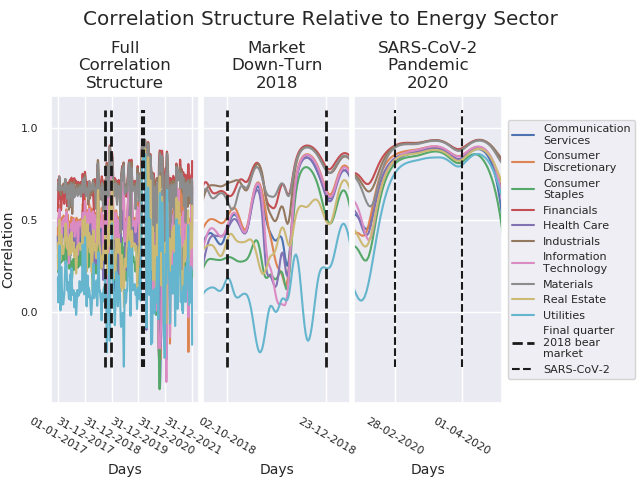 Correlation Structure Relative to Energy Sector
Full
Correlation
Structure
Market
Down-Turn
2018
SARS-CoV-2
Pandemic
2020
Correlation
1.0
0.5
0.0
01-01-2017
31-12-2017
31-12-2018
31-12-2019
31-12-2020
31-12-2021
Days
02-10-2018
23-12-2018
Days
28-02-2020
01-04-2020
Days
Communication
Services
Consumer
Discretionary
Consumer
Staples
Financials
Health Care
Industrials
Information
Technology
Materials
Real Estate
Utilities
Final quarter
2018 bear
market
SARS-CoV-2